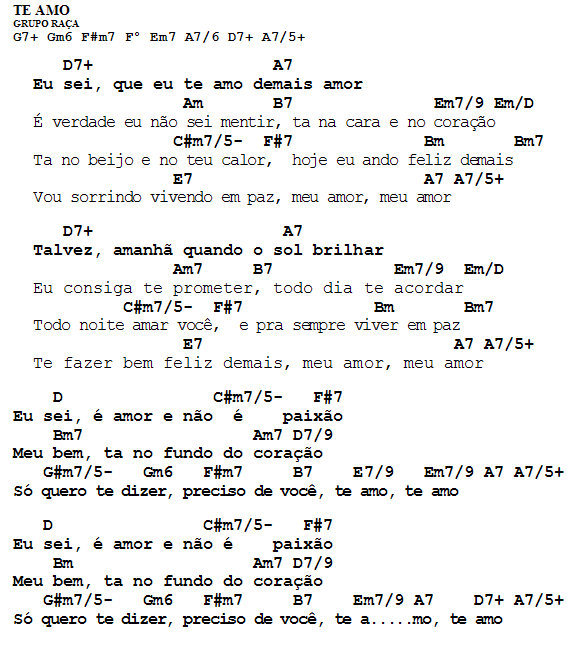 TE AMO
GRUPO RAÇA
G7+ Gm6 F#m7 F° Em7 A7/6 D7+ A7/5+
D7+ A7
Eu sei, que eu te amo demais amor
Am B7 Em7/9 Em/D
É verdade eu não sei mentir, ta na cara e no coração
C#m7/5- F#7 Bm Bm7
Ta no beijo e no teu calor, hoje eu ando feliz demais
E7 A7 A7/5+
Vou sorrindo vivendo em paz, meu amor, meu amor
D7+ A7
Talvez, amanhã quando o sol brilhar
Am7 B7 Em7/9 Em/D
Eu consiga te prometer, todo dia te acordar
C#m7/5- F#7 Bm Bm7
Todo noite amar você, e pra sempre viver em paz
E7 A7 A7/5+
Te fazer bem feliz demais, meu amor, meu amor
D C#m7/5- F#7
Eu sei, é amor e não é paixão
Bm7 Am7 D7/9
Meu bem, ta no fundo do coração
G#m7/5- Gm6 F#m7 B7 E7/9 Em7/9 A7 A7/5+
Só quero te dizer, preciso de você, te amo, te amo
D C#m7/5- F#7
Eu sei, é amor e não é paixão
Bm Am7 D7/9
Meu bem, ta no fundo do coração
G#m7/5- Gm6 F#m7 B7 Em7/9 A7 D7+ A7/5+
Só quero te dizer, preciso de você, te a.....mo, te amo